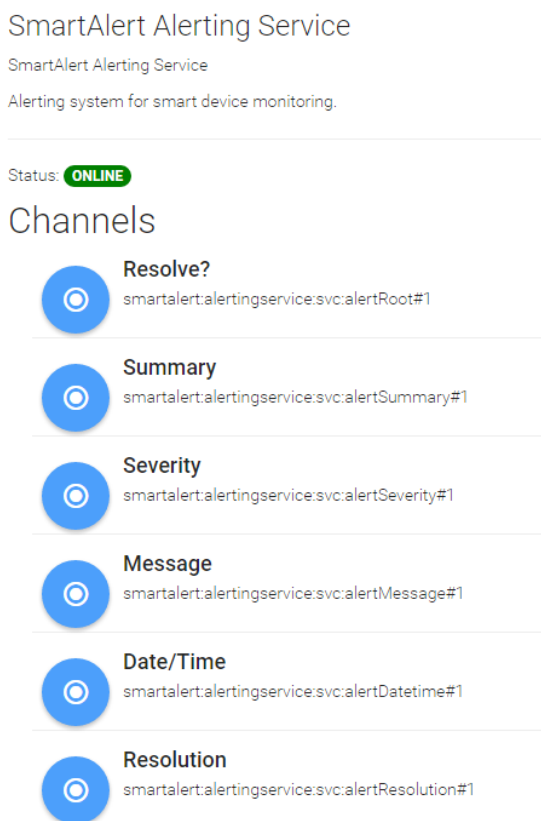 SmartAlert Alerting Service
SmartAlert Alerting Service
Alerting system for smart device monitoring.
Status: ONLINE
Channels
Resolve?
smartalert:alertingservice:svc:alertRoot#1
Summary
smartalert:alertingservice:svc:alertSummary#1
Severity
smartalert:alertingservice:svc:alertSeverity#1
Message
smartalert:alertingservice:svc:alertMessage#1
Date/Time
smartalert:alertingservice:svc:alertDatetime#1
Resolution
smartalert:alertingservice:svc:alertResolution#1